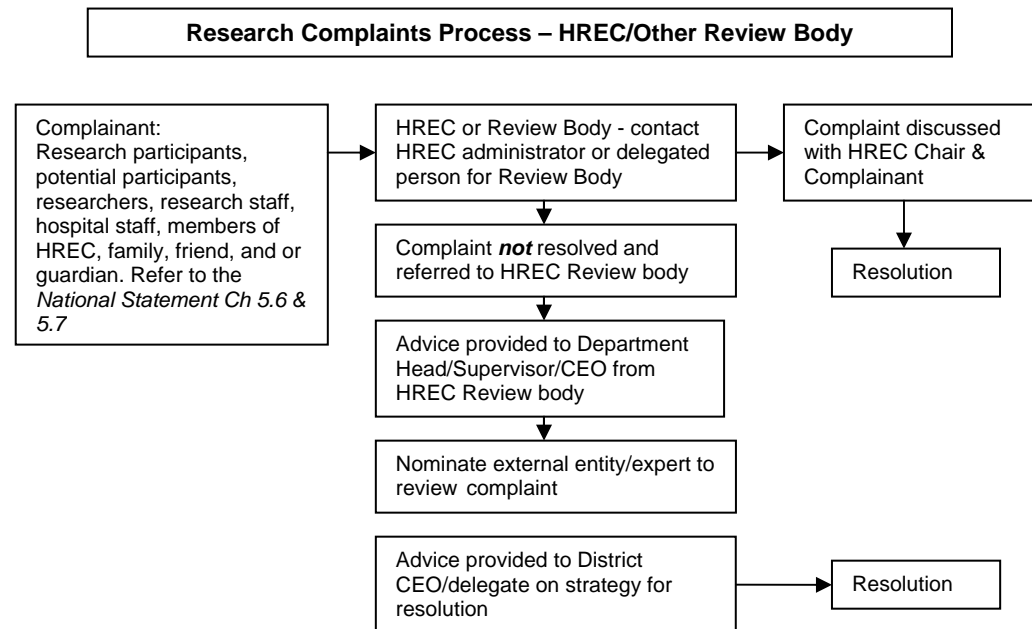 Research Complaints Process – HREC/Other Review Body
Complainant:
Research participants,
potential participants,
researchers, research staff,
hospital staff, members of
HREC, family, friend, and or
guardian. Refer to the
National Statement Ch 5.6 &
5.7
HREC or Review Body - contact
HREC administrator or delegated
person for Review Body
Complaint discussed
with HREC Chair &
Complainant
Complaint not resolved and
referred to HREC Review body
Resolution
Advice provided to Department
Head/Supervisor/CEO from
HREC Review body
Nominate external entity/expert to
review complaint
Advice provided to District
CEO/delegate on strategy for
resolution
Resolution